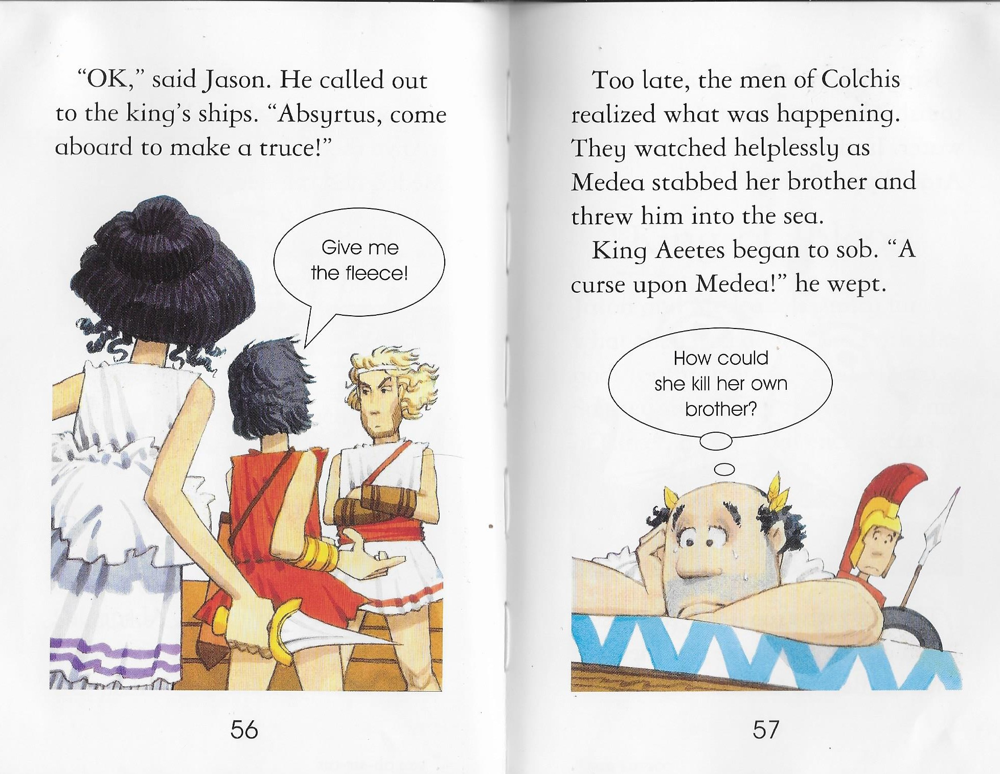 “OK,” said Jason. He called out
to the king’s ships. “Absyrtus, come
aboard to make a truce!”
Give me
the fleece!
56
Too late, the men of Colchis
realized what was happening.
They watched helplessly as
Medea stabbed her brother and
threw him into the sea.
King Aeetes began to sob. “A
curse upon Medea!” he wept.
How could
she kill her own
brother?
57